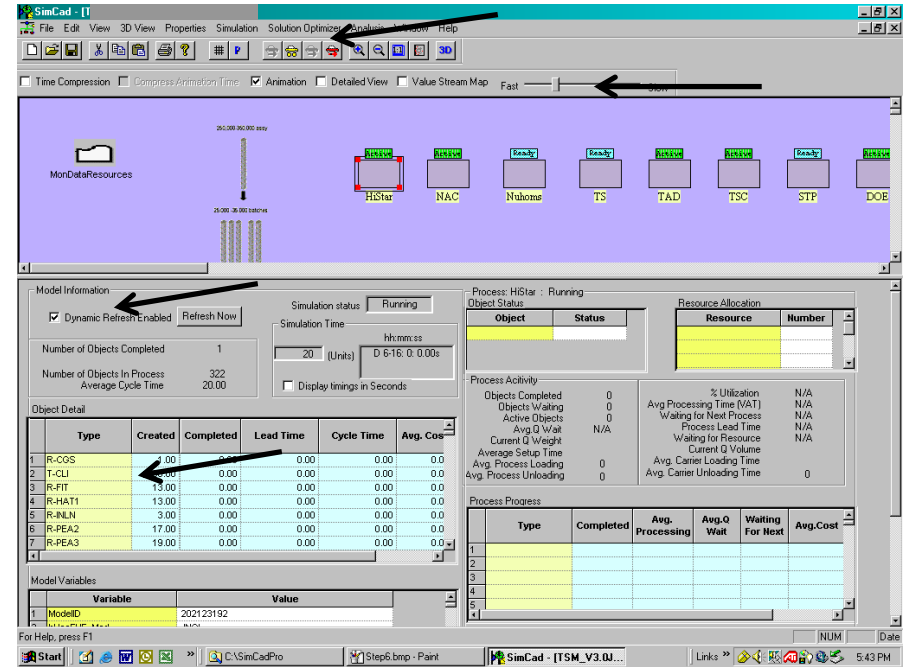 SimCad - [T
File Edit View 3D View Properties Simulation Solution Optimizer Analysis Window Help
# P 3D
Time Compression Compress Animation Time Animation Detailed View Value Stream Map Fast Slow
250,000 350,000 assy
Active Active Ready Ready Active Active Ready Active
MonDataResources
HiStar NAC Nuhoms TS TAD TSC STP DOE
25,000 -35,000 batches
Model Information
Dynamic Refresh Enabled Refresh Now
Simulation status Running
Simulation Time
hh:mm:ss
20 (Units) D 6-16: 0: 0.00s
Display timings in Seconds
Number of Objects Completed 1
Number of Objects In Process 322
Average Cycle Time 20.00
Object Detail
Type Created Completed Lead Time Cycle Time Avg. Cos
1 R-CGS 1.00 0.00 0.00 0.00 0.0
2 T-CLI 0.00 0.00 0.00 0.0
3 R-FIT 13.00 0.00 0.00 0.00 0.0
4 R-HAT1 13.00 0.00 0.00 0.00 0.0
5 R-INLN 3.00 0.00 0.00 0.00 0.0
6 R-PEA2 17.00 0.00 0.00 0.00 0.0
7 R-PEA3 19.00 0.00 0.00 0.00 0.0
Model Variables
Variable Value
1 ModelID 202123192
Process: HiStar : Running
Object Status
Object Status
Resource Allocation
Resource Number
Process Acitivity
Objects Completed 0
Objects Waiting 0
Active Objects 0
Avg.Q Wait N/A
Current Q Weight
Average Setup Time
Avg. Process Loading 0
Avg. Process Unloading 0
% Utilization N/A
Avg Processing Time (VAT) N/A
Waiting for Next Process N/A
Process Lead Time N/A
Waiting for Resource N/A
Current Q Volume
Avg. Carrier Loading Time
Avg. Carrier Unloading Time 0
Process Progress
Type Completed Avg. Processing Avg.Q Wait Waiting For Next Avg.Cost
1
2
3
4
5
For Help, press F1 NUM Date
Start » C:\SimCadPro Step6.bmp - Paint SimCad - [TSM_V3.0J... Links » 5:43 PM